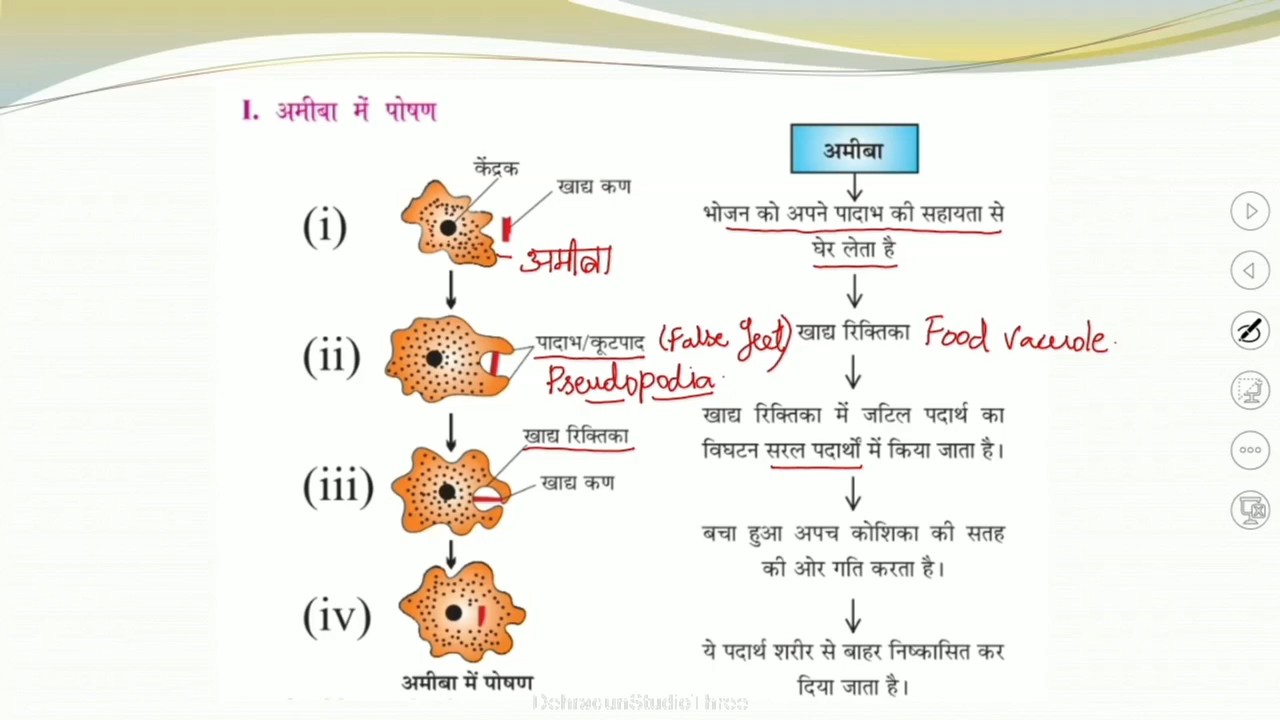 I. अमीबा में पोषण
केंद्रक
खाद्य कण
(i)
अमीबा
(ii)
पादाभ/कूटपाद (False feet)
Pseudopodia
खाद्य रिक्तिका
(iii)
खाद्य कण
(iv)
अमीबा में पोषण
अमीबा
भोजन को अपने पादाभ की सहायता से
घेर लेता है
खाद्य रिक्तिका Food vacuole
खाद्य रिक्तिका में जटिल पदार्थ का
विघटन सरल पदार्थों में किया जाता है।
बचा हुआ अपच कोशिका की सतह
की ओर गति करता है।
ये पदार्थ शरीर से बाहर निष्कासित कर
दिया जाता है।
DehradunStudioThree